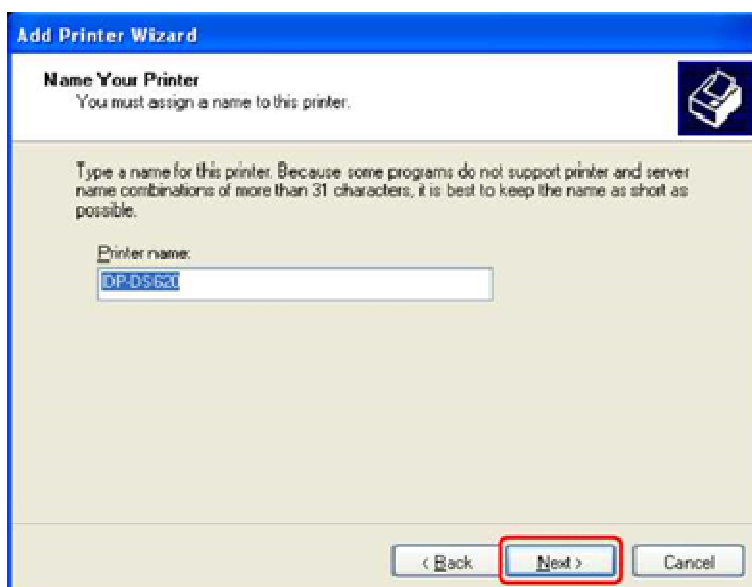 Add Printer Wizard
Name Your Printer
You must assign a name to this printer.
Type a name for this printer. Because some programs do not support printer and server
name combinations of more than 31 characters, it is best to keep the name as short as
possible.
Printer name:
IDP-DS620
< Back
Next >
Cancel